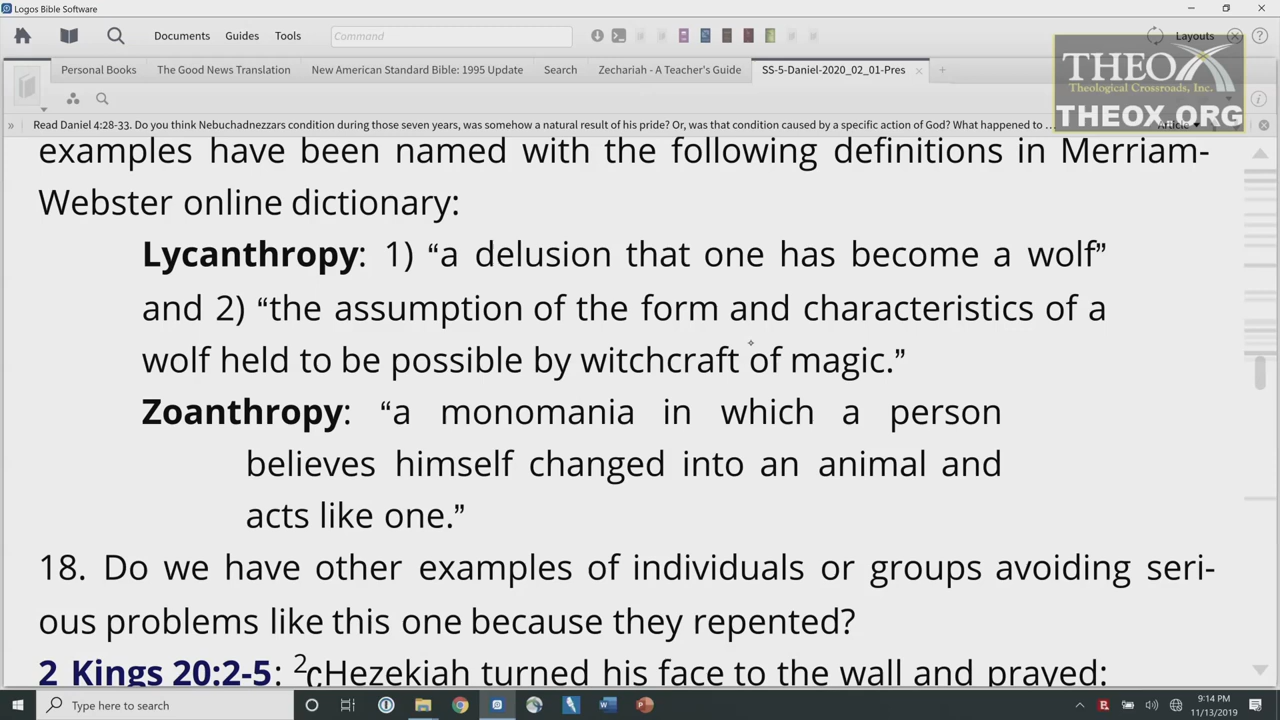 Logos Bible Software
Documents Guides Tools Command Layouts
THEOX
Theological Crossroads, Inc.
THEOX.ORG
Personal Books The Good News Translation New American Standard Bible: 1995 Update Search Zechariah - A Teacher's Guide SS-5-Daniel-2020_02_01-Pres
Read Daniel 4:28-33. Do you think Nebuchadnezzars condition during those seven years, was somehow a natural result of his pride? Or, was that condition caused by a specific action of God? What happened to ... Article
examples have been named with the following definitions in Merriam-
Webster online dictionary:
Lycanthropy: 1) “a delusion that one has become a wolf”
and 2) “the assumption of the form and characteristics of a
wolf held to be possible by witchcraft of magic.”
Zoanthropy: “a monomania in which a person
believes himself changed into an animal and
acts like one.”
18. Do we have other examples of individuals or groups avoiding seri-
ous problems like this one because they repented?
2 Kings 20:2-5: 2cHezekiah turned his face to the wall and prayed:
Type here to search
9:14 PM
11/13/2019